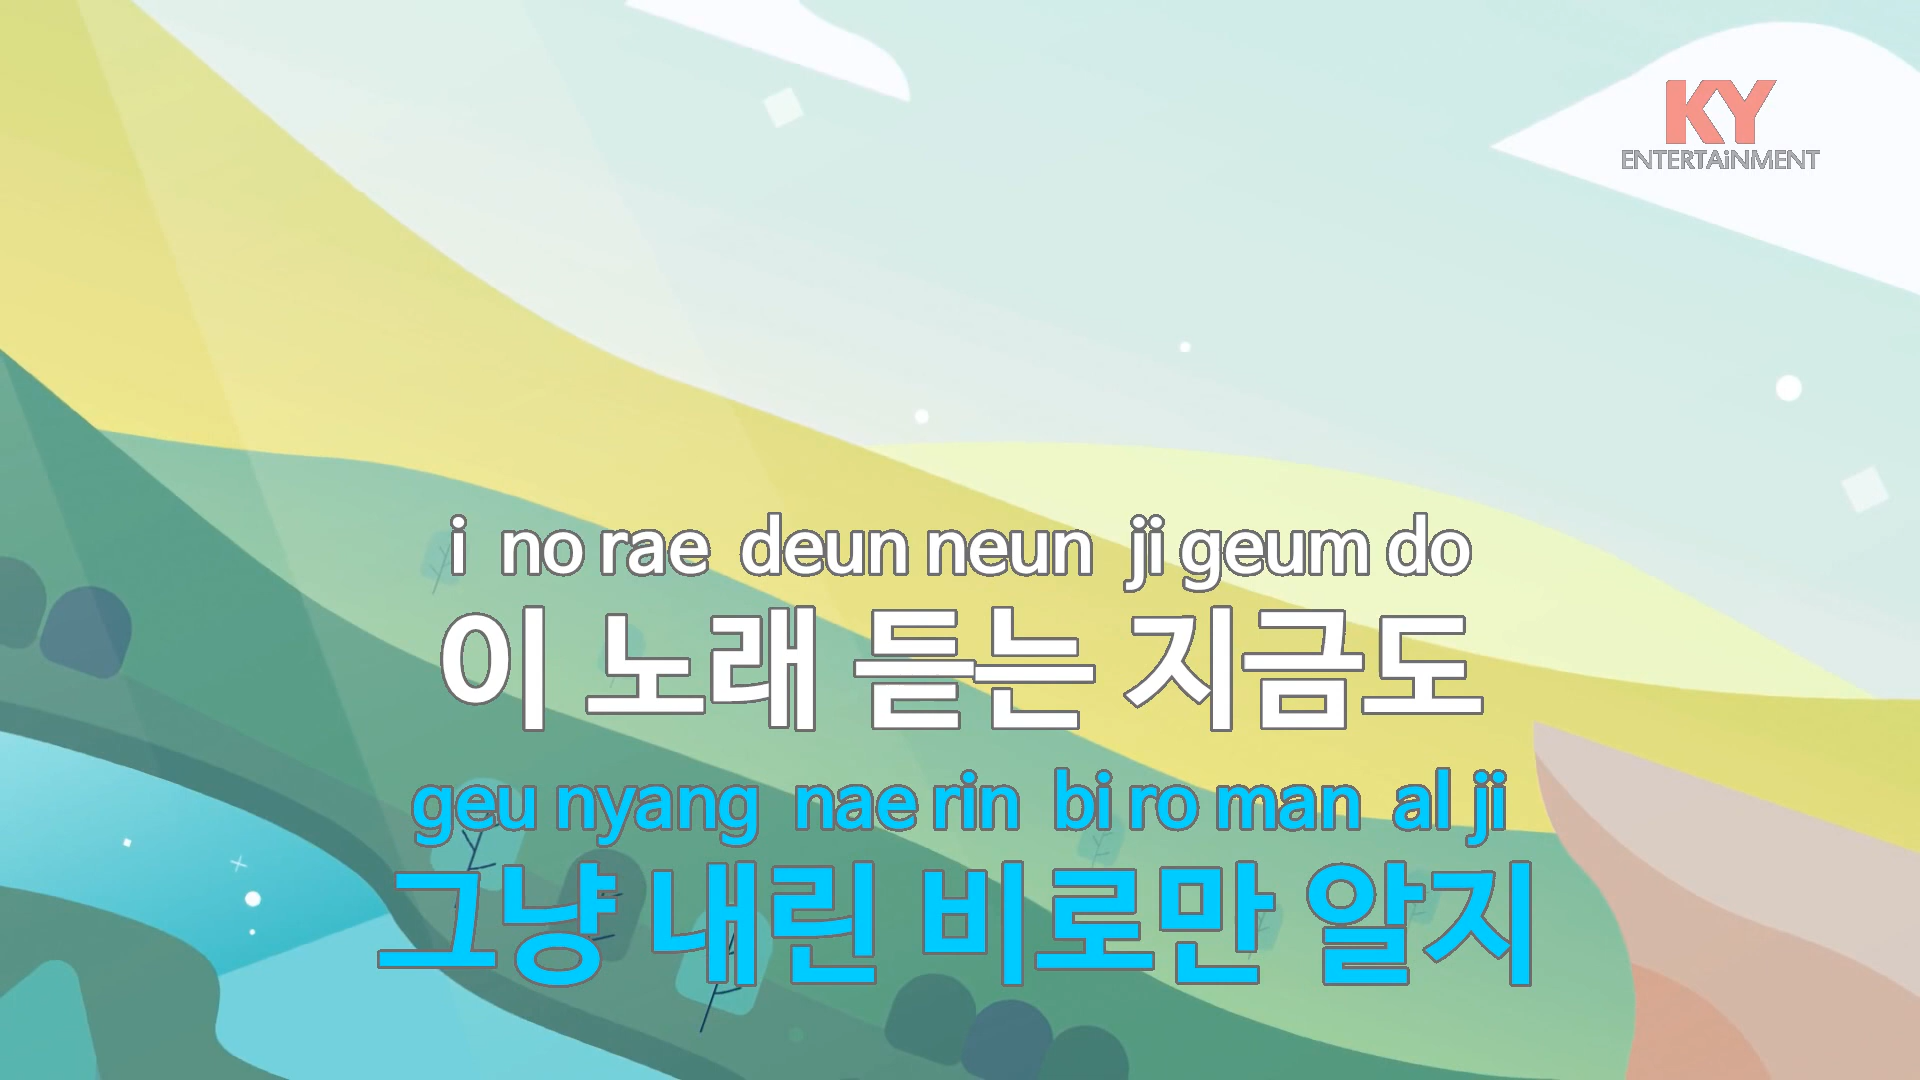 KY
ENTERTAiNMENT
i no rae deun neun ji geum do
이 노래 듣는 지금도
geu nyang nae rin bi ro man al ji
그냥 내린 비로만 알지